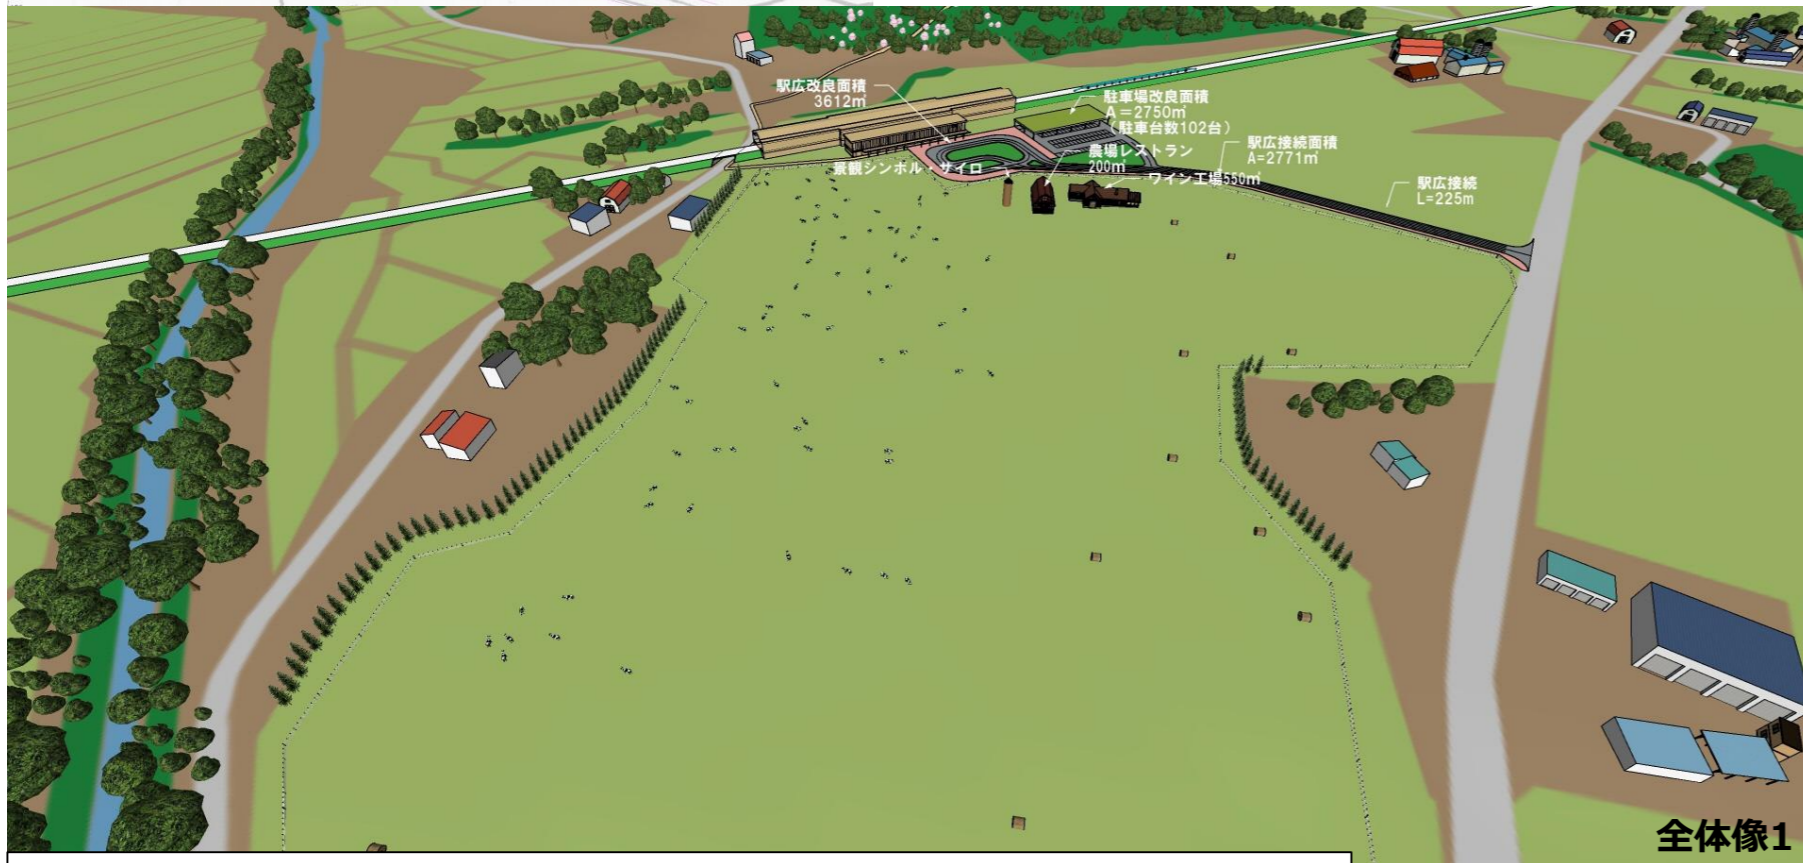 駅広改良面積
3612㎡
駐車場改良面積
A=2750㎡
(駐車台数102台)
農場レストラン
200㎡
駅広接続面積
A=2771㎡
景観シンボル・サイロ
ワイン工場550㎡
駅広接続
L=225m
全体像1